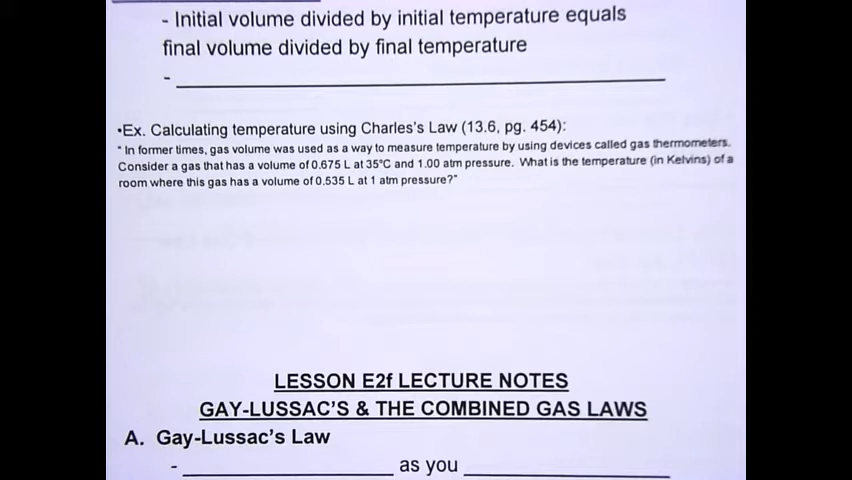 - Initial volume divided by initial temperature equals
final volume divided by final temperature
- ____________________
•Ex. Calculating temperature using Charles's Law (13.6, pg. 454):
" In former times, gas volume was used as a way to measure temperature by using devices called gas thermometers.
Consider a gas that has a volume of 0.675 L at 35°C and 1.00 atm pressure. What is the temperature (in Kelvins) of a
room where this gas has a volume of 0.535 L at 1 atm pressure?"
LESSON E2f LECTURE NOTES
GAY-LUSSAC'S & THE COMBINED GAS LAWS
A. Gay-Lussac's Law
- ____________________ as you ____________________